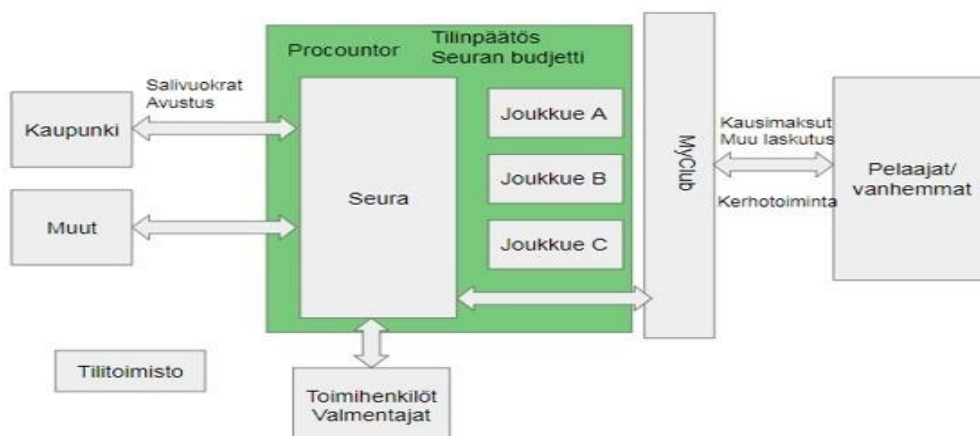 Procountor
Tilinpäätös
Seuran budjetti
Salivuokrat
Avustus
Kaupunki
Muut
Seura
Joukkue A
Joukkue B
Joukkue C
MyClub
Kausimaksut
Muu laskutus
Kerhotoiminta
Pelaajat/
vanhemmat
Tilitoimisto
Toimihenkilöt
Valmentajat